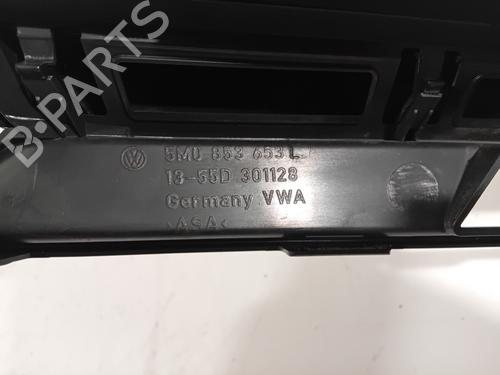 B-PARTS
5M0 853 653 L
13-55D 301128
Germany VWA
>ASA<